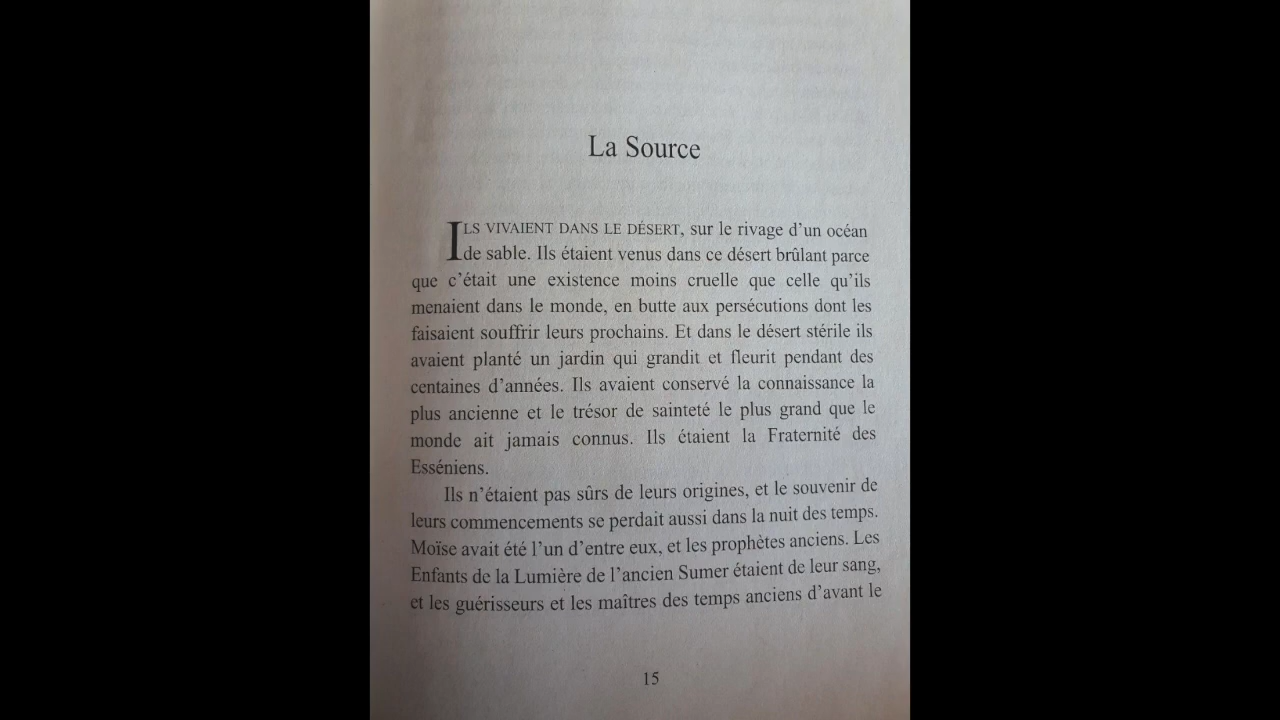 La Source
ILS VIVAIENT DANS LE DÉSERT, sur le rivage d'un océan
de sable. Ils étaient venus dans ce désert brûlant parce
que c'était une existence moins cruelle que celle qu'ils
menaient dans le monde, en butte aux persécutions dont les
faisaient souffrir leurs prochains. Et dans le désert stérile ils
avaient planté un jardin qui grandit et fleurit pendant des
centaines d'années. Ils avaient conservé la connaissance la
plus ancienne et le trésor de sainteté le plus grand que le
monde ait jamais connus. Ils étaient la Fraternité des
Esséniens.
Ils n'étaient pas sûrs de leurs origines, et le souvenir de
leurs commencements se perdait aussi dans la nuit des temps.
Moïse avait été l'un d'entre eux, et les prophètes anciens. Les
Enfants de la Lumière de l'ancien Sumer étaient de leur sang,
et les guérisseurs et les maîtres des temps anciens d'avant le
15